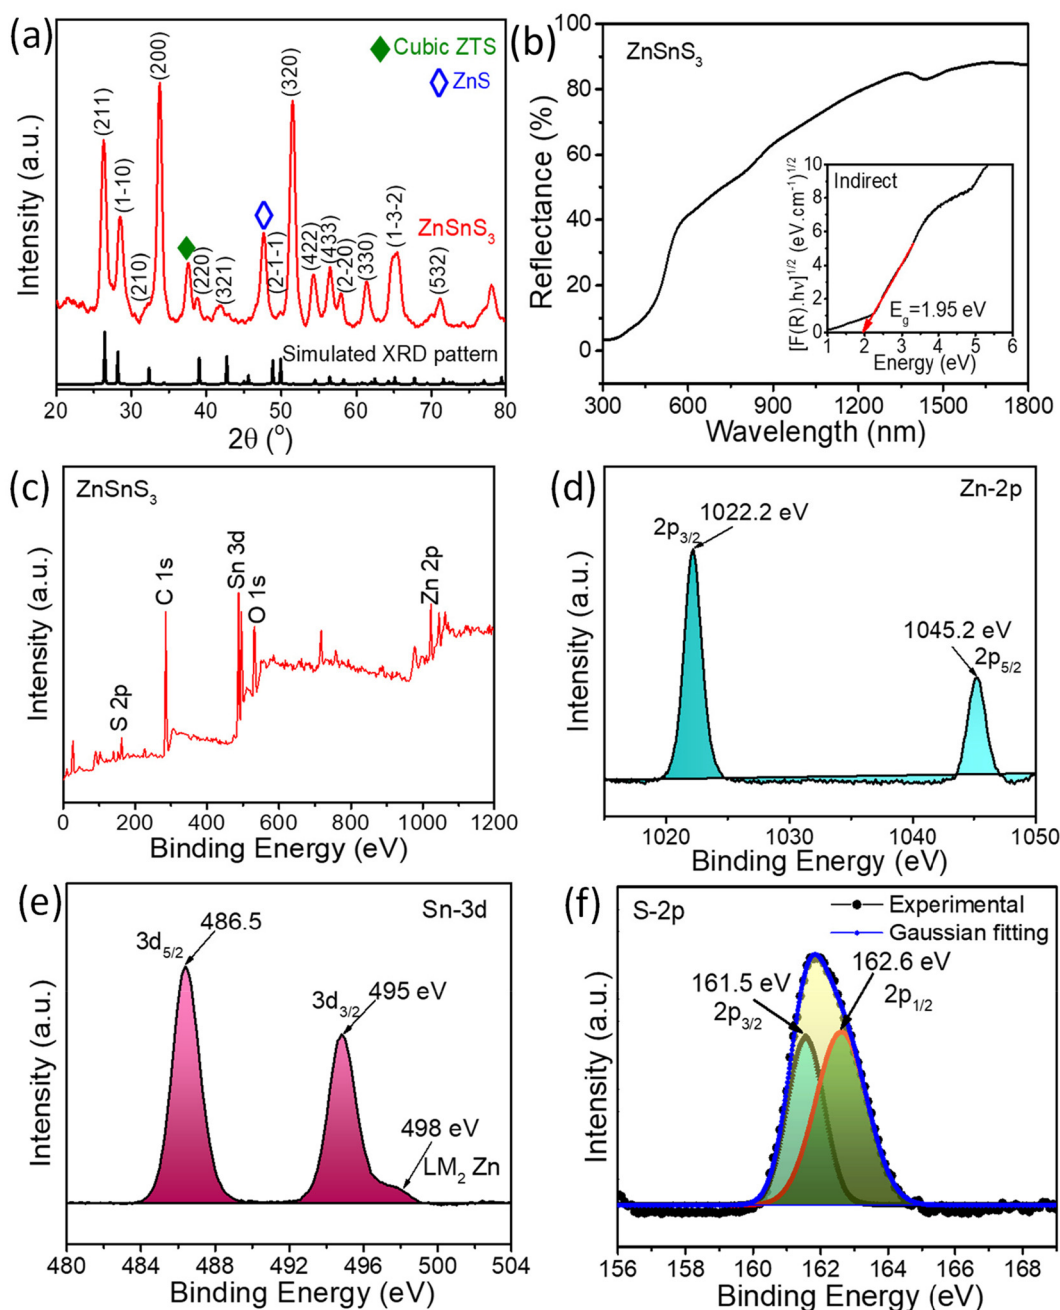 (a)
Cubic ZTS
ZnS
(211)
(1-10)
(210)
(200)
(220)
(321)
(2-1-1)
(320)
(422)
(433)
(2-20)
(330)
(1-3-2)
(532)
ZnSnS3
Simulated XRD pattern
Intensity (a.u.)
20 30 40 50 60 70 80
2θ (°)
(b)
ZnSnS3
Reflectance (%)
100
80
60
40
20
0
300 600 900 1200 1500 1800
Wavelength (nm)
Indirect
[F(R).hv]1/2 (eV.cm-1)1/2
10
8
6
4
2
0
Eg=1.95 eV
1 2 3 4 5 6
Energy (eV)
(c)
ZnSnS3
S 2p
C 1s
Sn 3d
O 1s
Zn 2p
Intensity (a.u.)
0 200 400 600 800 1000 1200
Binding Energy (eV)
(d)
Zn-2p
1022.2 eV
2p3/2
1045.2 eV
2p5/2
Intensity (a.u.)
1020 1030 1040 1050
Binding Energy (eV)
(e)
Sn-3d
486.5
3d5/2
495 eV
3d3/2
498 eV
LM2 Zn
Intensity (a.u.)
480 484 488 492 496 500 504
Binding Energy (eV)
(f)
S-2p
Experimental
Gaussian fitting
161.5 eV
2p3/2
162.6 eV
2p1/2
Intensity (a.u.)
156 158 160 162 164 166 168
Binding Energy (eV)